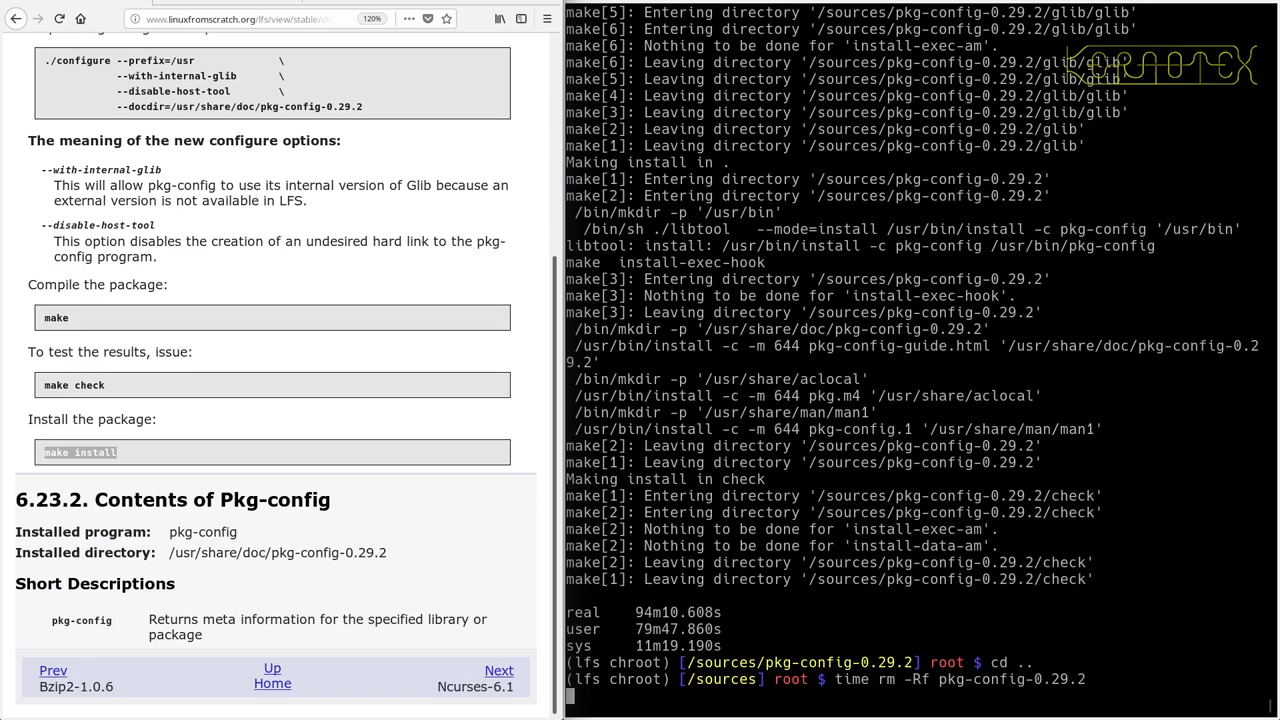 www.linuxfromscratch.org/lfs/view/stable/ch
120%
./configure --prefix=/usr \
--with-internal-glib \
--disable-host-tool \
--docdir=/usr/share/doc/pkg-config-0.29.2
The meaning of the new configure options:
--with-internal-glib
This will allow pkg-config to use its internal version of Glib because an
external version is not available in LFS.
--disable-host-tool
This option disables the creation of an undesired hard link to the pkg-
config program.
Compile the package:
make
To test the results, issue:
make check
Install the package:
make install
6.23.2. Contents of Pkg-config
Installed program: pkg-config
Installed directory: /usr/share/doc/pkg-config-0.29.2
Short Descriptions
pkg-config Returns meta information for the specified library or
package
Prev Up Next
Bzip2-1.0.6 Home Ncurses-6.1
make[5]: Entering directory '/sources/pkg-config-0.29.2/glib/glib'
make[6]: Entering directory '/sources/pkg-config-0.29.2/glib/glib'
make[6]: Nothing to be done for 'install-exec-am'.
make[6]: Leaving directory '/sources/pkg-config-0.29.2/glib/glib'
make[5]: Leaving directory '/sources/pkg-config-0.29.2/glib/glib'
make[4]: Leaving directory '/sources/pkg-config-0.29.2/glib/glib'
make[3]: Leaving directory '/sources/pkg-config-0.29.2/glib/glib'
make[2]: Leaving directory '/sources/pkg-config-0.29.2/glib'
make[1]: Leaving directory '/sources/pkg-config-0.29.2/glib'
Making install in .
make[1]: Entering directory '/sources/pkg-config-0.29.2'
make[2]: Entering directory '/sources/pkg-config-0.29.2'
/bin/mkdir -p '/usr/bin'
/bin/sh ./libtool --mode=install /usr/bin/install -c pkg-config '/usr/bin'
libtool: install: /usr/bin/install -c pkg-config /usr/bin/pkg-config
make install-exec-hook
make[3]: Entering directory '/sources/pkg-config-0.29.2'
make[3]: Nothing to be done for 'install-exec-hook'.
make[3]: Leaving directory '/sources/pkg-config-0.29.2'
/bin/mkdir -p '/usr/share/doc/pkg-config-0.29.2'
/usr/bin/install -c -m 644 pkg-config-guide.html '/usr/share/doc/pkg-config-0.2
9.2'
/bin/mkdir -p '/usr/share/aclocal'
/usr/bin/install -c -m 644 pkg.m4 '/usr/share/aclocal'
/bin/mkdir -p '/usr/share/man/man1'
/usr/bin/install -c -m 644 pkg-config.1 '/usr/share/man/man1'
make[2]: Leaving directory '/sources/pkg-config-0.29.2'
make[1]: Leaving directory '/sources/pkg-config-0.29.2'
Making install in check
make[1]: Entering directory '/sources/pkg-config-0.29.2/check'
make[2]: Entering directory '/sources/pkg-config-0.29.2/check'
make[2]: Nothing to be done for 'install-exec-am'.
make[2]: Nothing to be done for 'install-data-am'.
make[2]: Leaving directory '/sources/pkg-config-0.29.2/check'
make[1]: Leaving directory '/sources/pkg-config-0.29.2/check'
real 94m10.608s
user 79m47.860s
sys 11m19.190s
(lfs chroot) [/sources/pkg-config-0.29.2] root $ cd ..
(lfs chroot) [/sources] root $ time rm -Rf pkg-config-0.29.2